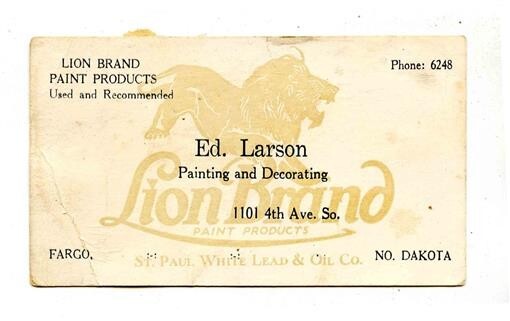 LION BRAND
PAINT PRODUCTS
Used and Recommended
Phone: 6248
Ed. Larson
Painting and Decorating
Lion Brand
1101 4th Ave. So.
PAINT PRODUCTS
FARGO,
NO. DAKOTA
ST. PAUL WHITE LEAD & OIL CO.